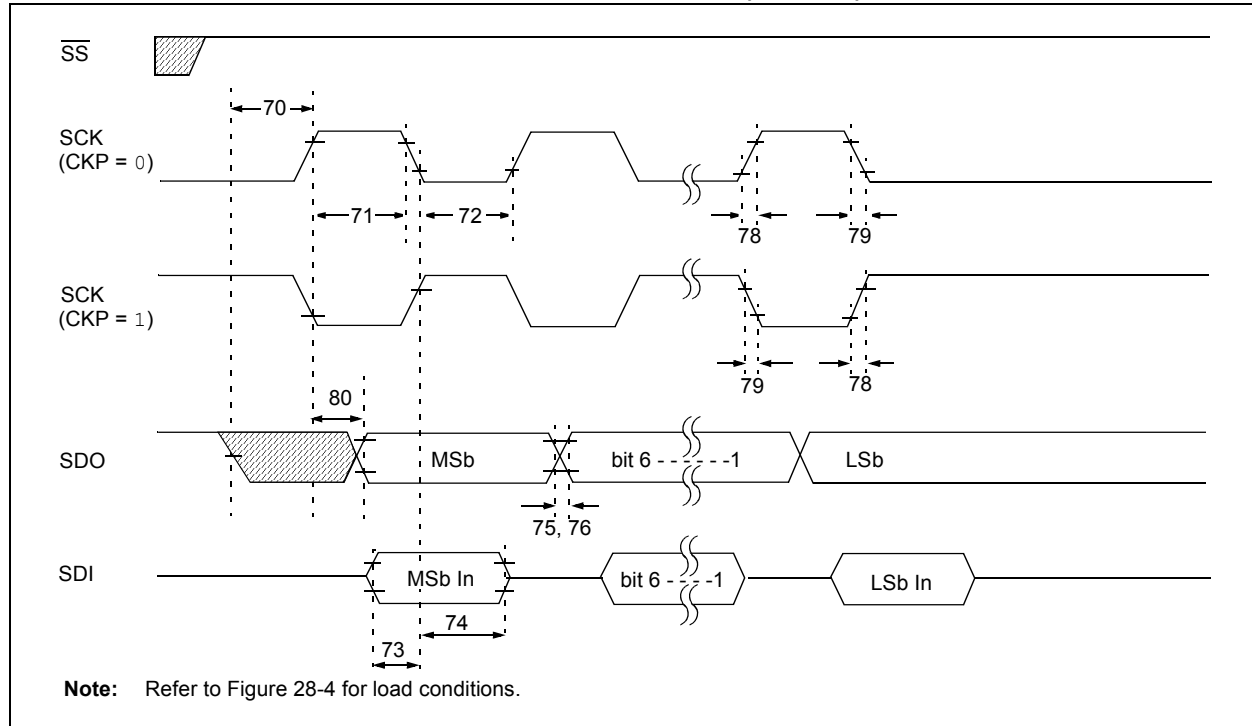 SS
70
SCK
(CKP = 0)
71
72
78
79
SCK
(CKP = 1)
79
78
80
SDO
MSb
bit 6 - - - - - - -1
LSb
75, 76
SDI
MSb In
bit 6 - - - - -1
LSb In
74
73
Note: Refer to Figure 28-4 for load conditions.